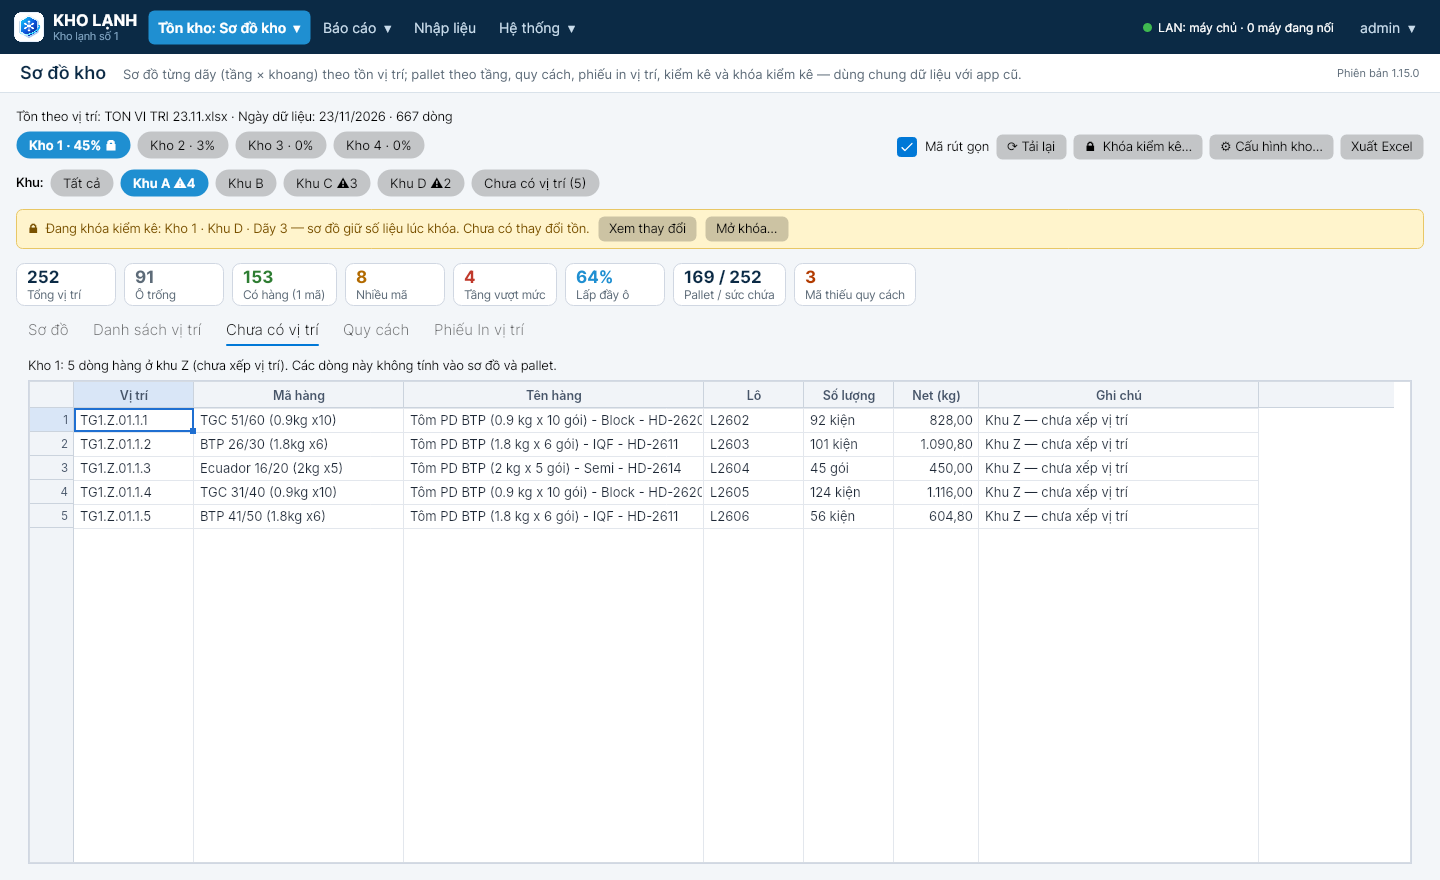 KHO LẠNH
Kho lạnh số 1
Tồn kho: Sơ đồ kho ▾
Báo cáo ▾
Nhập liệu
Hệ thống ▾
LAN: máy chủ · 0 máy đang nối
admin ▾
Sơ đồ kho
Sơ đồ từng dãy (tầng × khoang) theo tồn vị trí; pallet theo tầng, quy cách, phiếu in vị trí, kiểm kê và khóa kiểm kê — dùng chung dữ liệu với app cũ.
Phiên bản 1.15.0
Tồn theo vị trí: TON VI TRI 23.11.xlsx · Ngày dữ liệu: 23/11/2026 · 667 dòng
Kho 1 · 45% 🔒
Kho 2 · 3%
Kho 3 · 0%
Kho 4 · 0%
Mã rút gọn
⟳ Tải lại
🔒 Khóa kiểm kê...
⚙ Cấu hình kho...
Xuất Excel
Khu:
Tất cả
Khu A ⚠4
Khu B
Khu C ⚠3
Khu D ⚠2
Chưa có vị trí (5)
🔒 Đang khóa kiểm kê: Kho 1 · Khu D · Dãy 3 — sơ đồ giữ số liệu lúc khóa. Chưa có thay đổi tồn.
Xem thay đổi
Mở khóa...
252
Tổng vị trí
91
Ô trống
153
Có hàng (1 mã)
8
Nhiều mã
4
Tầng vượt mức
64%
Lấp đầy ô
169 / 252
Pallet / sức chứa
3
Mã thiếu quy cách
Sơ đồ
Danh sách vị trí
Chưa có vị trí
Quy cách
Phiếu In vị trí
Kho 1: 5 dòng hàng ở khu Z (chưa xếp vị trí). Các dòng này không tính vào sơ đồ và pallet.
Vị trí Mã hàng Tên hàng Lô Số lượng Net (kg) Ghi chú
1 TG1.Z.01.1.1 TGC 51/60 (0.9kg x10) Tôm PD BTP (0.9 kg x 10 gói) - Block - HD-262 L2602 92 kiện 828,00 Khu Z — chưa xếp vị trí
2 TG1.Z.01.1.2 BTP 26/30 (1.8kg x6) Tôm PD BTP (1.8 kg x 6 gói) - IQF - HD-2611 L2603 101 kiện 1.090,80 Khu Z — chưa xếp vị trí
3 TG1.Z.01.1.3 Ecuador 16/20 (2kg x5) Tôm PD BTP (2 kg x 5 gói) - Semi - HD-2614 L2604 45 gói 450,00 Khu Z — chưa xếp vị trí
4 TG1.Z.01.1.4 TGC 31/40 (0.9kg x10) Tôm PD BTP (0.9 kg x 10 gói) - Block - HD-262 L2605 124 kiện 1.116,00 Khu Z — chưa xếp vị trí
5 TG1.Z.01.1.5 BTP 41/50 (1.8kg x6) Tôm PD BTP (1.8 kg x 6 gói) - IQF - HD-2611 L2606 56 kiện 604,80 Khu Z — chưa xếp vị trí